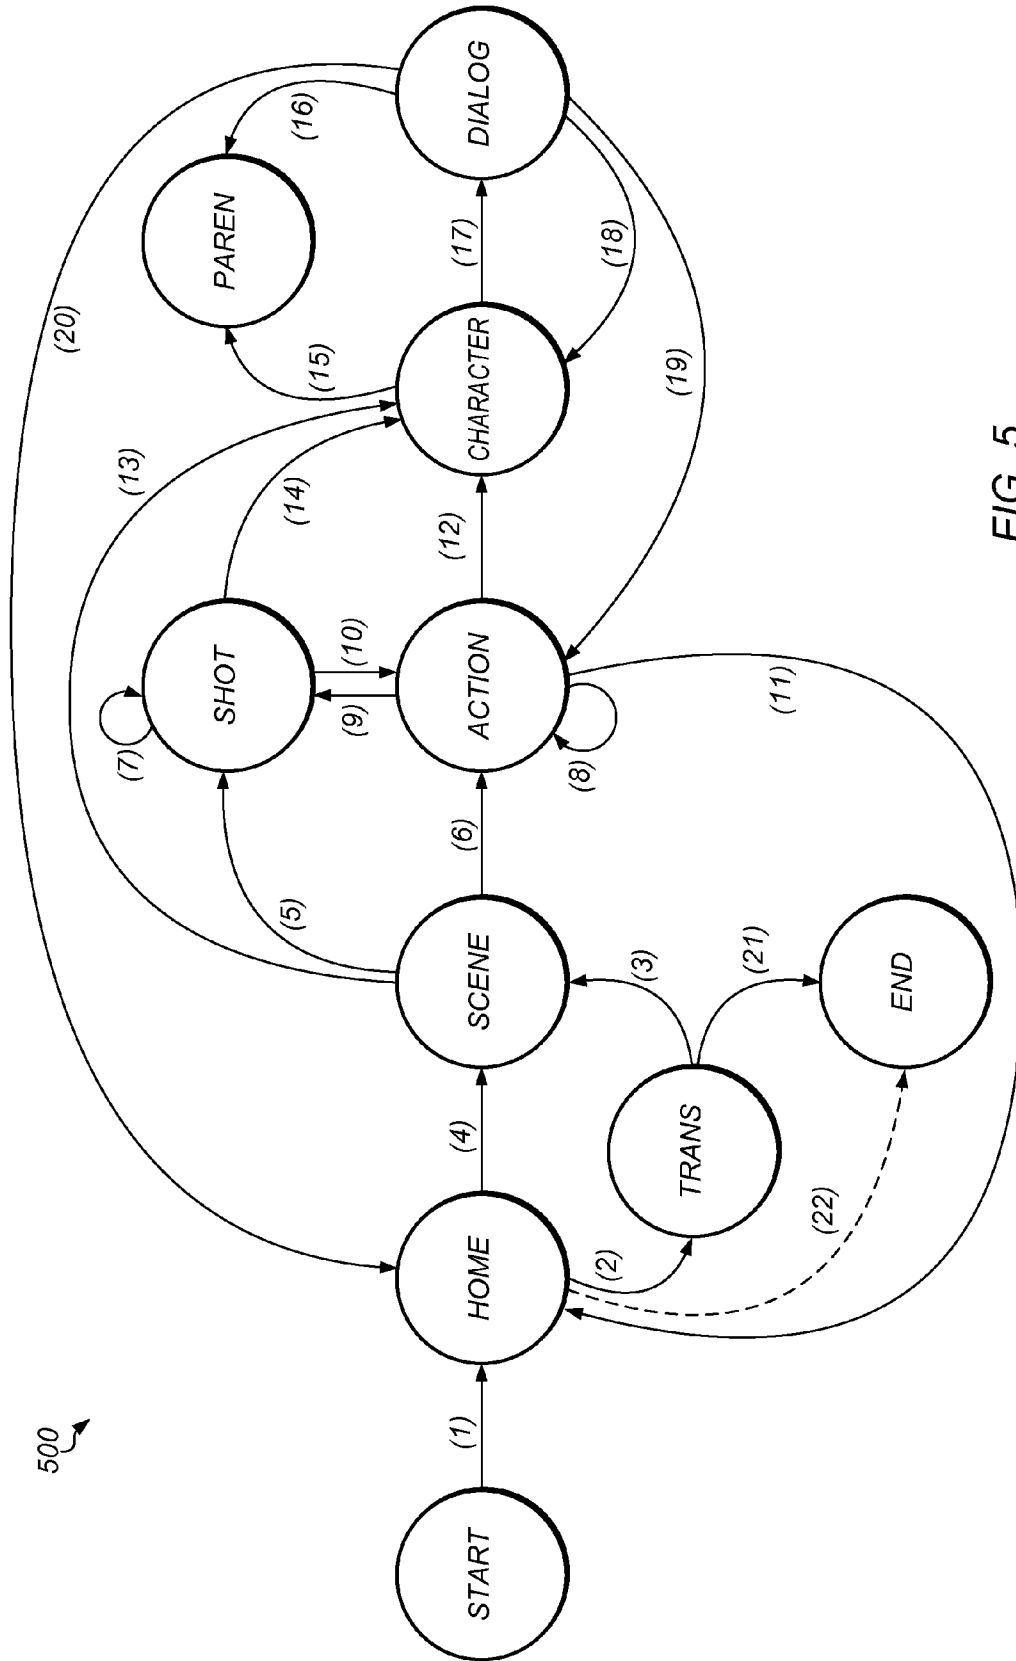 500
START
(1)
HOME
(2)
(4)
TRANS
(3)
(21)
(22)
END
SCENE
(5)
(6)
(13)
SHOT
(7)
(9)
(10)
ACTION
(8)
(11)
(12)
(14)
CHARACTER
(15)
(17)
(18)
(19)
PAREN
(16)
DIALOG
(20)
FIG. 5